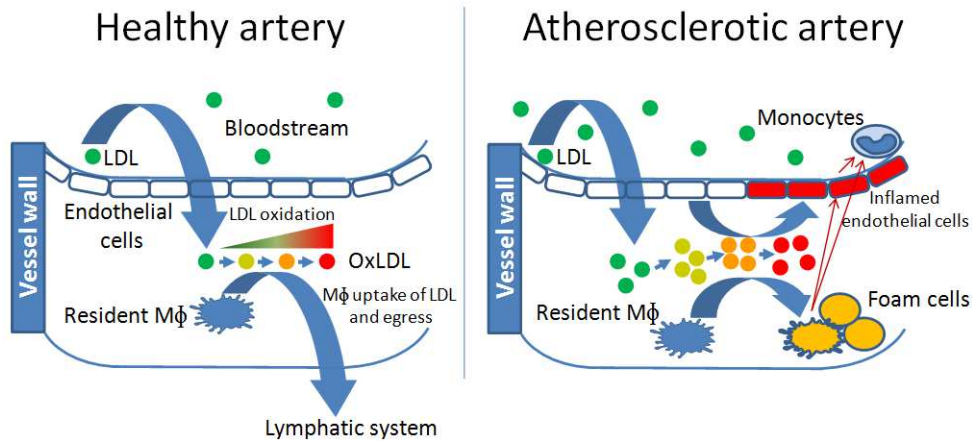 Healthy artery
Bloodstream
LDL
Vessel wall
Endothelial
cells
LDL oxidation
OxLDL
Resident Mϕ
Mϕ uptake of LDL
and egress
Lymphatic system
Atherosclerotic artery
Monocytes
LDL
Vessel wall
Inflamed
endothelial cells
Resident Mϕ
Foam cells